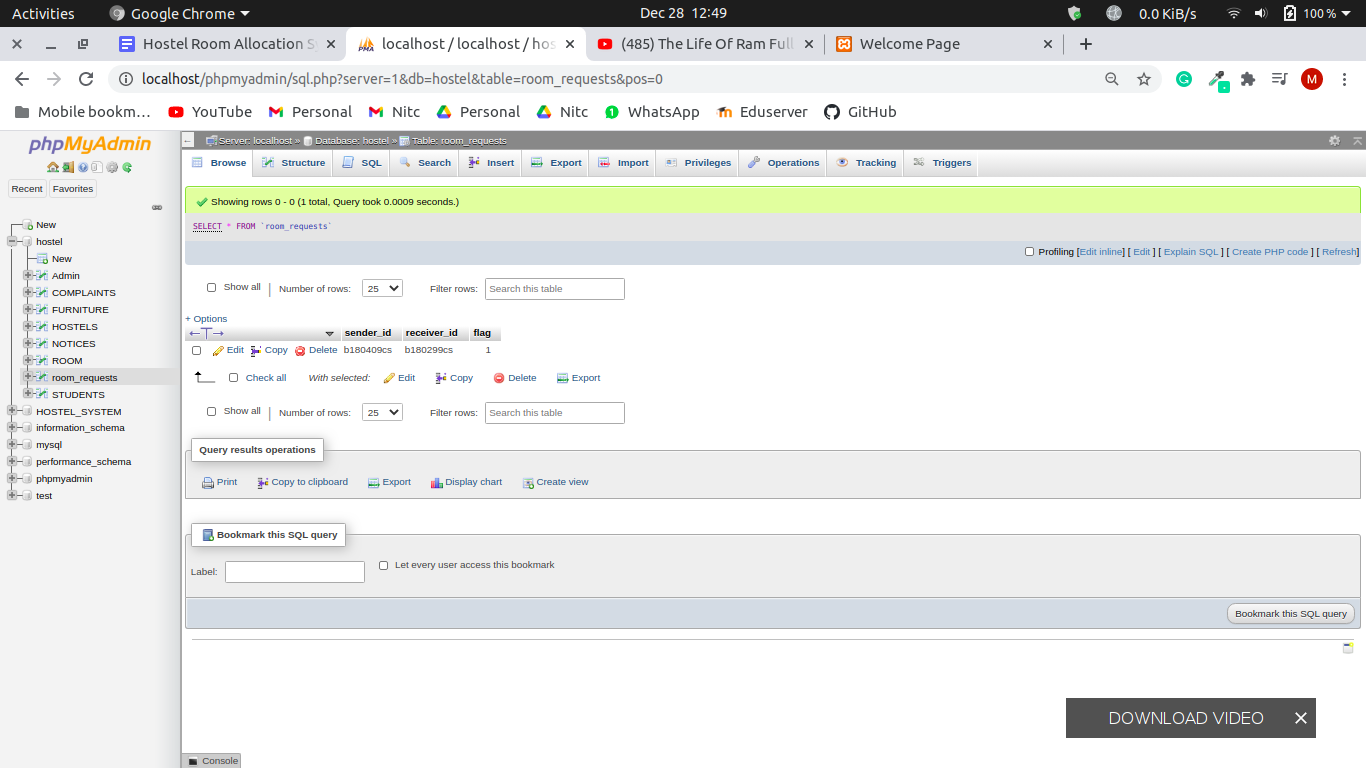 Activities Google Chrome Dec 28 12:49 0.0 KiB/s 100 %
Hostel Room Allocation S localhost / localhost / hos (485) The Life Of Ram Full Welcome Page
localhost/phpmyadmin/sql.php?server=1&db=hostel&table=room_requests&pos=0 M
Mobile bookm... YouTube Personal Nitc Personal Nitc WhatsApp Eduserver GitHub
phpMyAdmin
Recent Favorites
New
hostel
New
Admin
COMPLAINTS
FURNITURE
HOSTELS
NOTICES
ROOM
room_requests
STUDENTS
HOSTEL_SYSTEM
information_schema
mysql
performance_schema
phpmyadmin
test
Server: localhost » Database: hostel » Table: room_requests
Browse Structure SQL Search Insert Export Import Privileges Operations Tracking Triggers
Showing rows 0 - 0 (1 total, Query took 0.0009 seconds.)
SELECT * FROM `room_requests`
Profiling [Edit inline] [ Edit ] [ Explain SQL ] [ Create PHP code ] [ Refresh]
Show all Number of rows: 25 Filter rows: Search this table
+ Options
←T→ sender_id receiver_id flag
Edit Copy Delete b180409cs b180299cs 1
Check all With selected: Edit Copy Delete Export
Show all Number of rows: 25 Filter rows: Search this table
Query results operations
Print Copy to clipboard Export Display chart Create view
Bookmark this SQL query
Label: Let every user access this bookmark
Bookmark this SQL query
DOWNLOAD VIDEO
Console